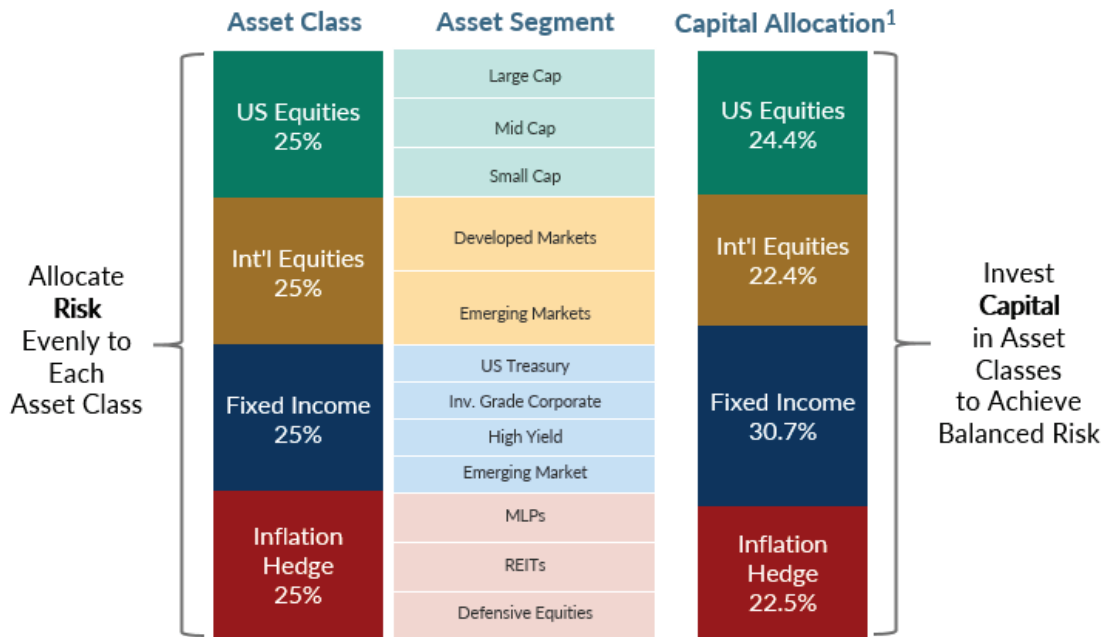 Asset Class
Asset Segment
Capital Allocation1
Allocate
Risk
Evenly to
Each
Asset Class
US Equities
25%
Int'l Equities
25%
Fixed Income
25%
Inflation
Hedge
25%
Large Cap
Mid Cap
Small Cap
Developed Markets
Emerging Markets
US Treasury
Inv. Grade Corporate
High Yield
Emerging Market
MLPs
REITs
Defensive Equities
US Equities
24.4%
Int'l Equities
22.4%
Fixed Income
30.7%
Inflation
Hedge
22.5%
Invest
Capital
in Asset
Classes
to Achieve
Balanced Risk